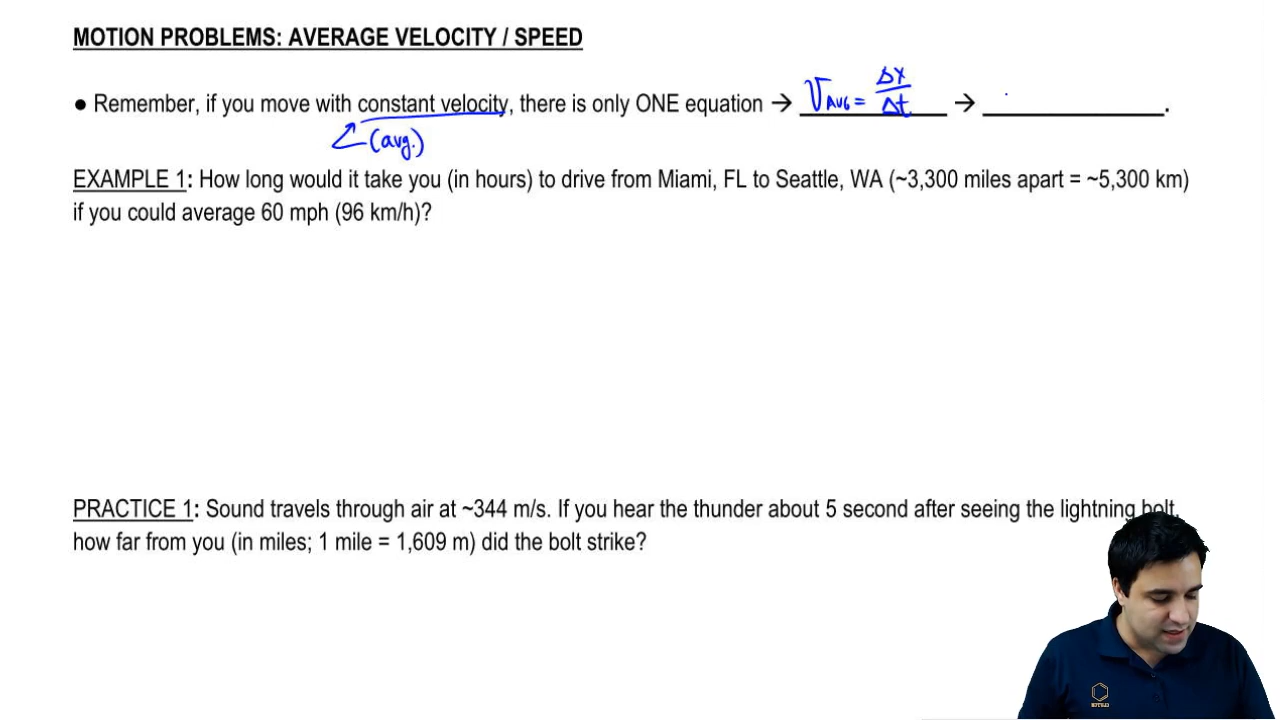 MOTION PROBLEMS: AVERAGE VELOCITY / SPEED
● Remember, if you move with constant velocity, there is only ONE equation → VAVG = Δx/Δt → ____________.
(avg.)
EXAMPLE 1: How long would it take you (in hours) to drive from Miami, FL to Seattle, WA (~3,300 miles apart = ~5,300 km)
if you could average 60 mph (96 km/h)?
PRACTICE 1: Sound travels through air at ~344 m/s. If you hear the thunder about 5 second after seeing the lightning bolt,
how far from you (in miles; 1 mile = 1,609 m) did the bolt strike?